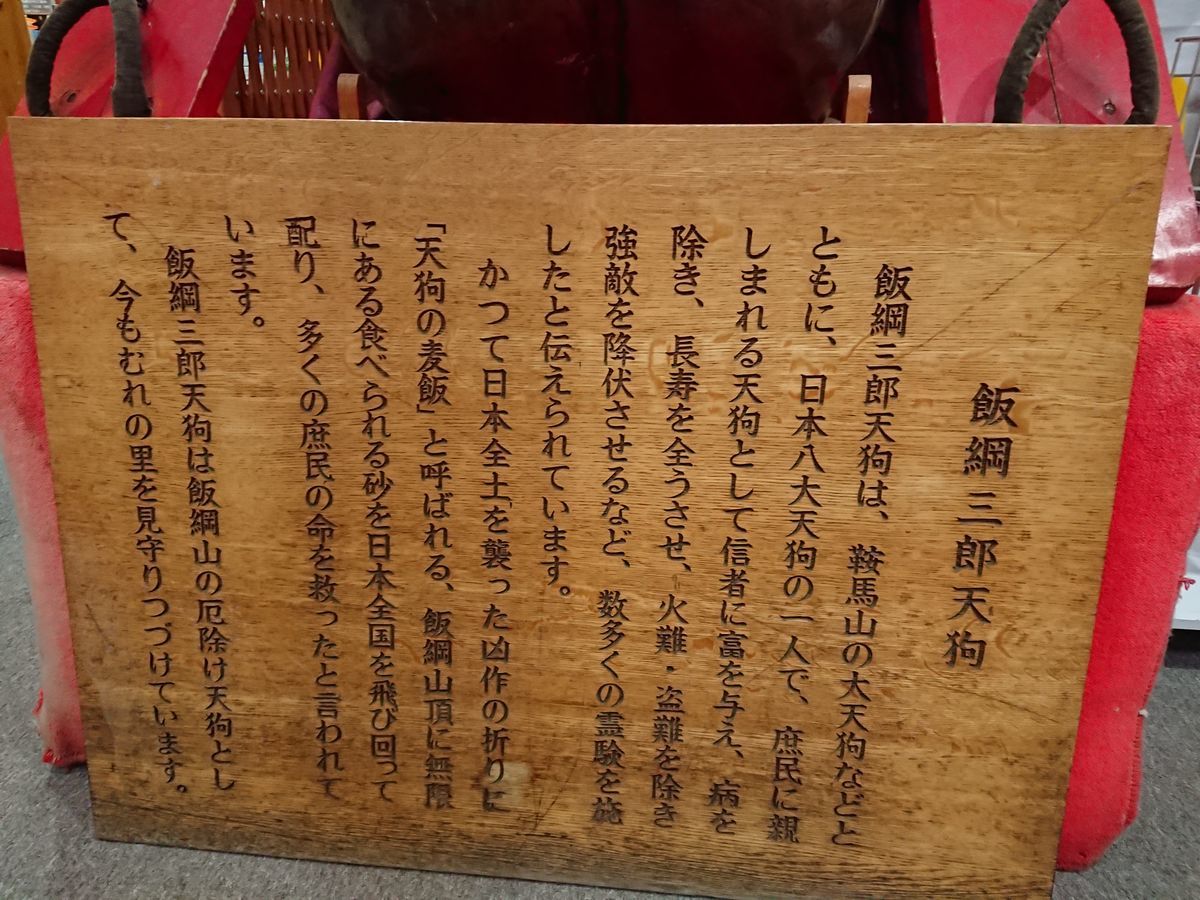 飯綱三郎天狗
飯綱三郎天狗は、鞍馬山の太天狗などと
ともに、日本八大天狗の一人で、庶民に親
しまれる天狗として信者に富を与え、病を
除き、長寿を全うさせ、火難・盗難を除き
強敵を降伏させるなど、数多くの霊験を施
したと伝えられています。
かつて日本全土を襲った凶作の折りに
「天狗の麦飯」と呼ばれる、飯綱山頂に無限
にある食べられる砂を日本全国を飛び回って
配り、多くの庶民の命を救ったと言われて
います。
飯綱三郎天狗は飯綱山の厄除け天狗とし
て、今もむれの里を見守りつづけています。